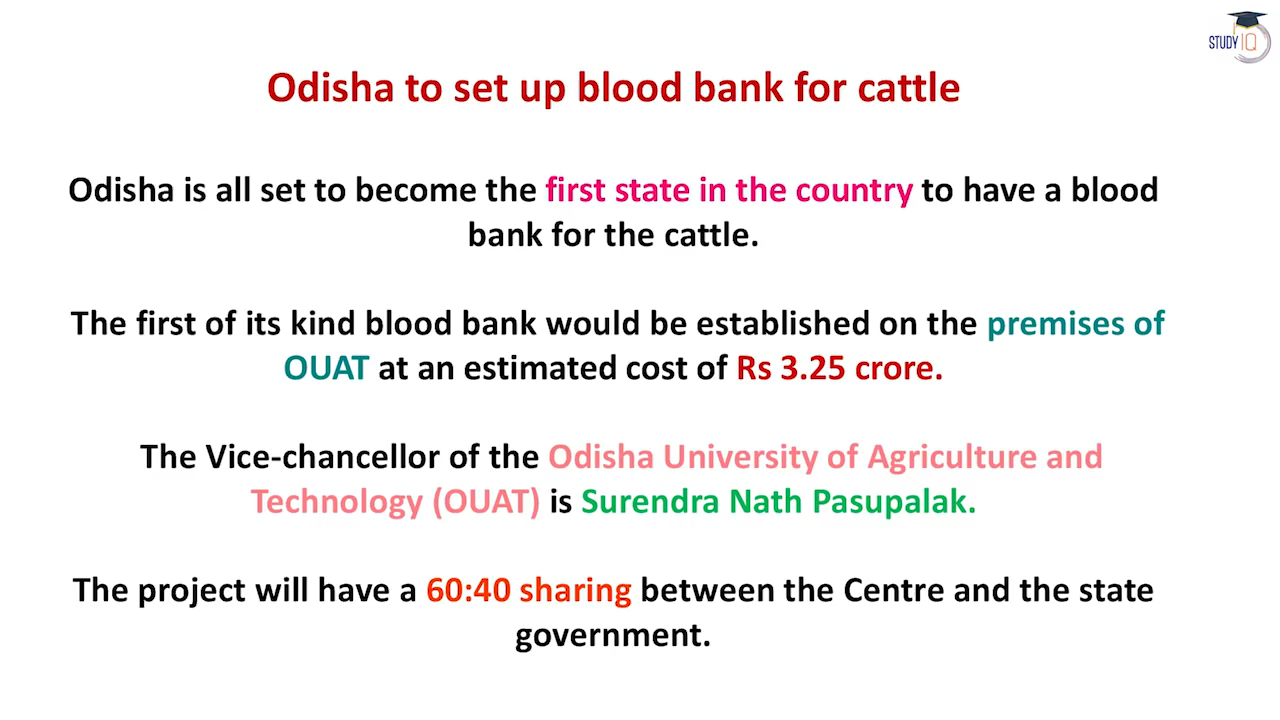 STUDY IQ
Odisha to set up blood bank for cattle
Odisha is all set to become the first state in the country to have a blood
bank for the cattle.
The first of its kind blood bank would be established on the premises of
OUAT at an estimated cost of Rs 3.25 crore.
The Vice-chancellor of the Odisha University of Agriculture and
Technology (OUAT) is Surendra Nath Pasupalak.
The project will have a 60:40 sharing between the Centre and the state
government.